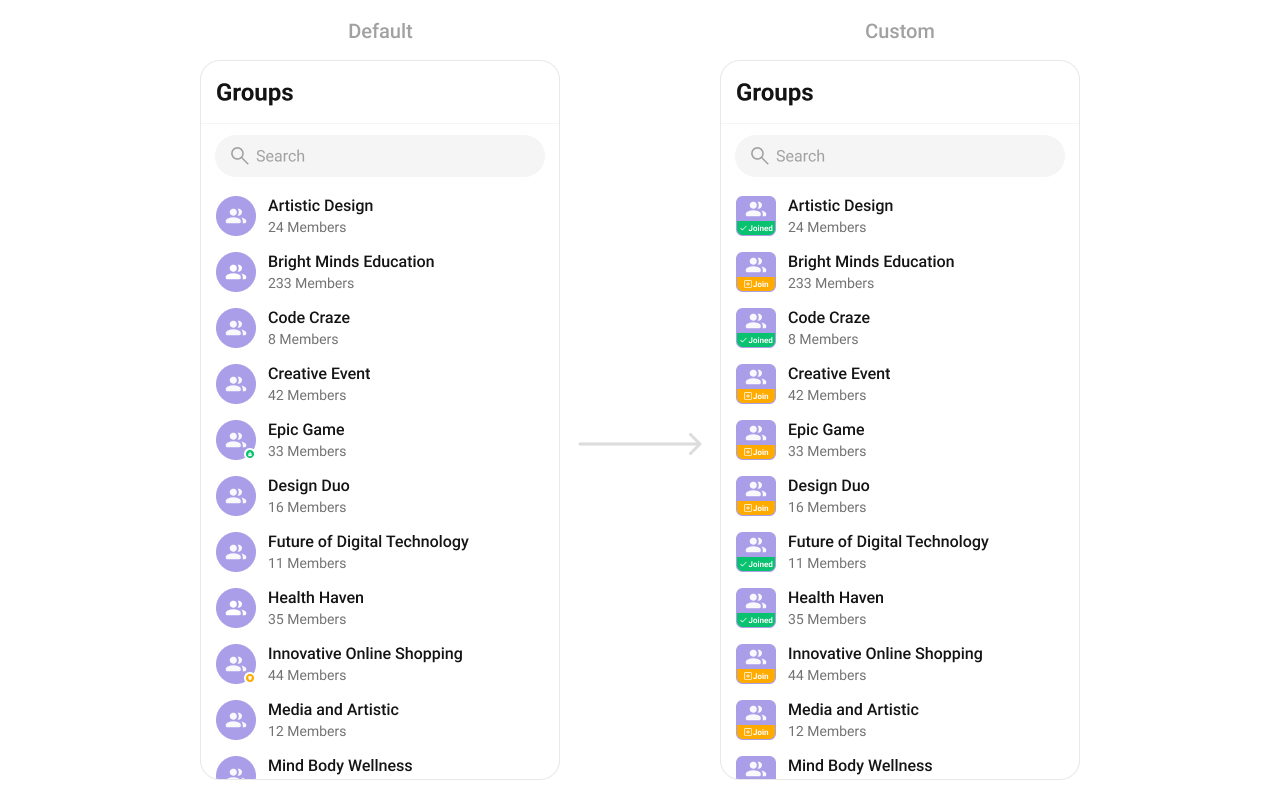 Default
Groups
Search
Artistic Design
24 Members
Bright Minds Education
233 Members
Code Craze
8 Members
Creative Event
42 Members
Epic Game
33 Members
Design Duo
16 Members
Future of Digital Technology
11 Members
Health Haven
35 Members
Innovative Online Shopping
44 Members
Media and Artistic
12 Members
Mind Body Wellness
Custom
Groups
Search
Artistic Design
Joined
24 Members
Bright Minds Education
Join
233 Members
Code Craze
Joined
8 Members
Creative Event
Join
42 Members
Epic Game
Join
33 Members
Design Duo
Join
16 Members
Future of Digital Technology
Joined
11 Members
Health Haven
Joined
35 Members
Innovative Online Shopping
Join
44 Members
Media and Artistic
Join
12 Members
Mind Body Wellness